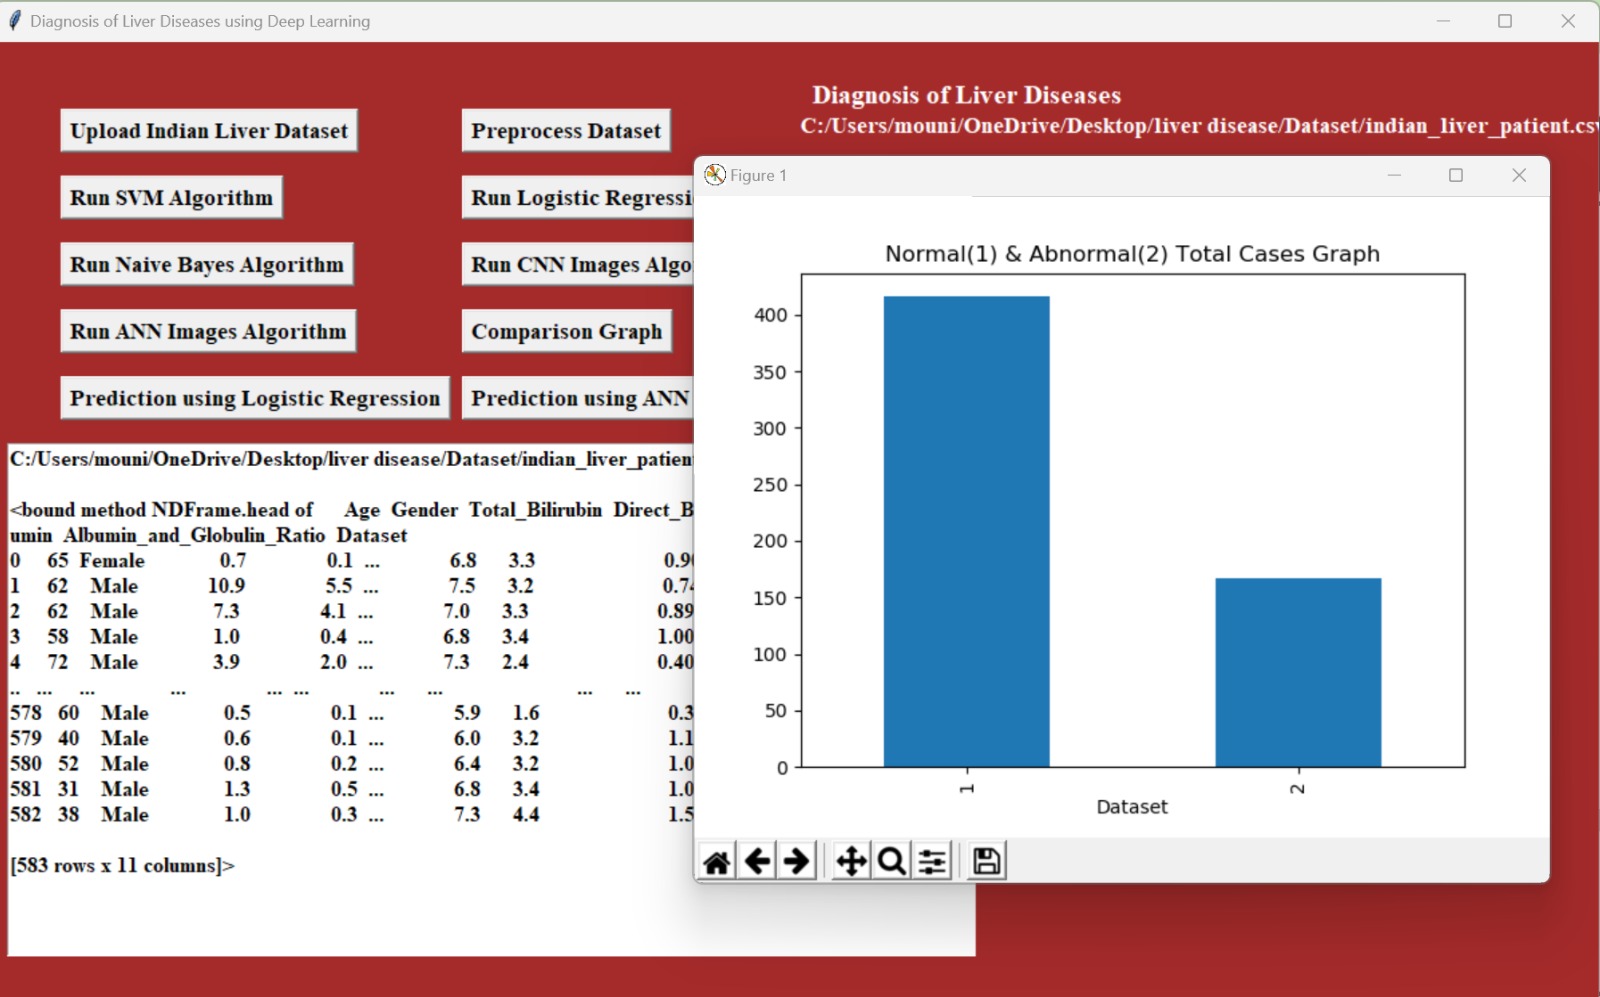 Diagnosis of Liver Diseases using Deep Learning
Diagnosis of Liver Diseases
C:/Users/mouni/OneDrive/Desktop/liver disease/Dataset/indian_liver_patient.csv
Upload Indian Liver Dataset
Preprocess Dataset
Run SVM Algorithm
Run Logistic Regressi
Run Naive Bayes Algorithm
Run CNN Images Algo
Run ANN Images Algorithm
Comparison Graph
Prediction using Logistic Regression
Prediction using ANN
C:/Users/mouni/OneDrive/Desktop/liver disease/Dataset/indian_liver_patien
<bound method NDFrame.head of Age Gender Total_Bilirubin Direct_B
umin Albumin_and_Globulin_Ratio Dataset
0 65 Female 0.7 0.1 ... 6.8 3.3 0.90
1 62 Male 10.9 5.5 ... 7.5 3.2 0.74
2 62 Male 7.3 4.1 ... 7.0 3.3 0.89
3 58 Male 1.0 0.4 ... 6.8 3.4 1.00
4 72 Male 3.9 2.0 ... 7.3 2.4 0.40
.. ... ... ... ... ... ... ... ... ...
578 60 Male 0.5 0.1 ... 5.9 1.6 0.3
579 40 Male 0.6 0.1 ... 6.0 3.2 1.1
580 52 Male 0.8 0.2 ... 6.4 3.2 1.0
581 31 Male 1.3 0.5 ... 6.8 3.4 1.0
582 38 Male 1.0 0.3 ... 7.3 4.4 1.5
[583 rows x 11 columns]>
Figure 1
Normal(1) & Abnormal(2) Total Cases Graph
400
350
300
250
200
150
100
50
0
1
2
Dataset